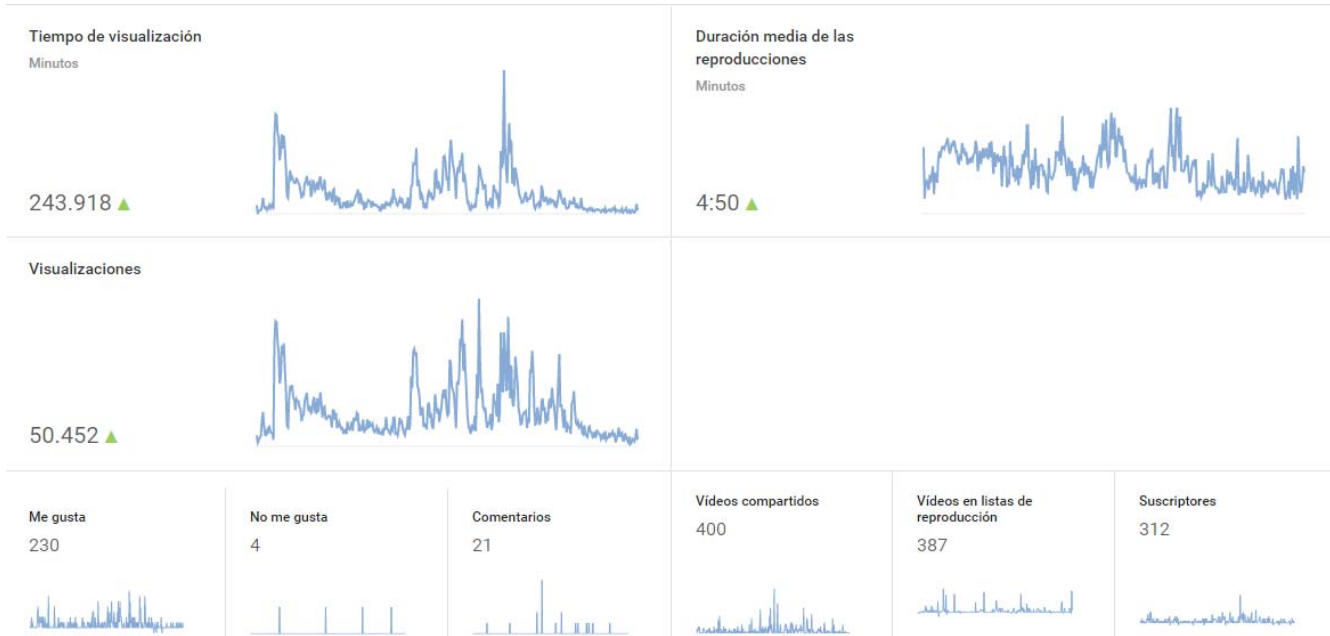 Tiempo de visualización
Minutos
243.918
Duración media de las
reproducciones
Minutos
4:50
Visualizaciones
50.452
Me gusta
230
No me gusta
4
Comentarios
21
Vídeos compartidos
400
Vídeos en listas de
reproducción
387
Suscriptores
312